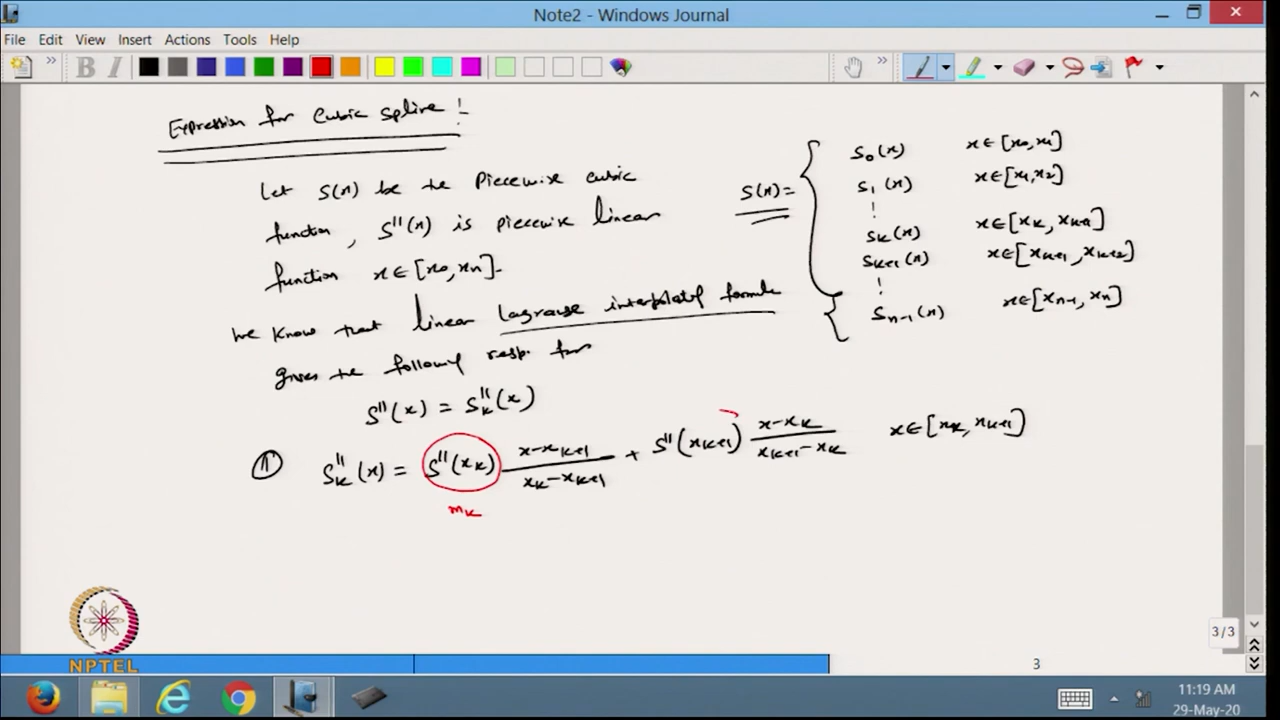 Note2 - Windows Journal
File Edit View Insert Actions Tools Help
Expression for Cubic spline!
Let S(x) be the Piecewise cubic
function, S''(x) is piecewise linear
function x∈[x0, xn].
We know that linear Lagrange interpolating formula
gives the following resp. for
S''(x) = S''k(x)
① S''k(x) = S''(xk) (x-xk+1)/(xk-xk+1) + S''(xk+1) (x-xk)/(xk+1-xk) x∈[xk, xk+1]
mk
S(x) =
S0(x) x∈[x0, x1]
S1(x) x∈[x1, x2]
⋮
Sk(x) x∈[xk, xk+1]
Sk+1(x) x∈[xk+1, xk+2]
⋮
Sn-1(x) x∈[xn-1, xn]
NPTEL
3/3
3
11:19 AM
29-May-20